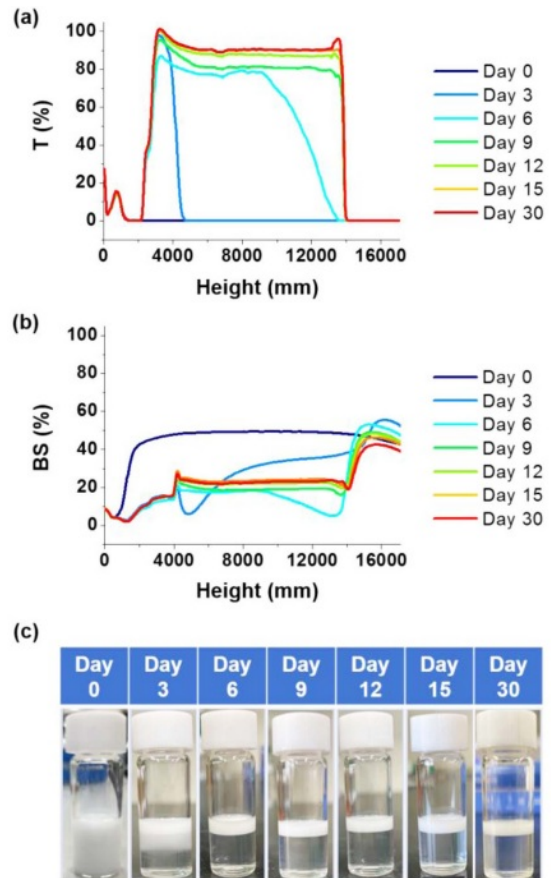 (a)
100
80
60
40
20
0
T (%)
4000 8000 12000 16000
Height (mm)
Day 0
Day 3
Day 6
Day 9
Day 12
Day 15
Day 30
(b)
100
80
60
40
20
0
BS (%)
0 4000 8000 12000 16000
Height (mm)
Day 0
Day 3
Day 6
Day 9
Day 12
Day 15
Day 30
(c)
Day Day Day Day Day Day Day
0 3 6 9 12 15 30